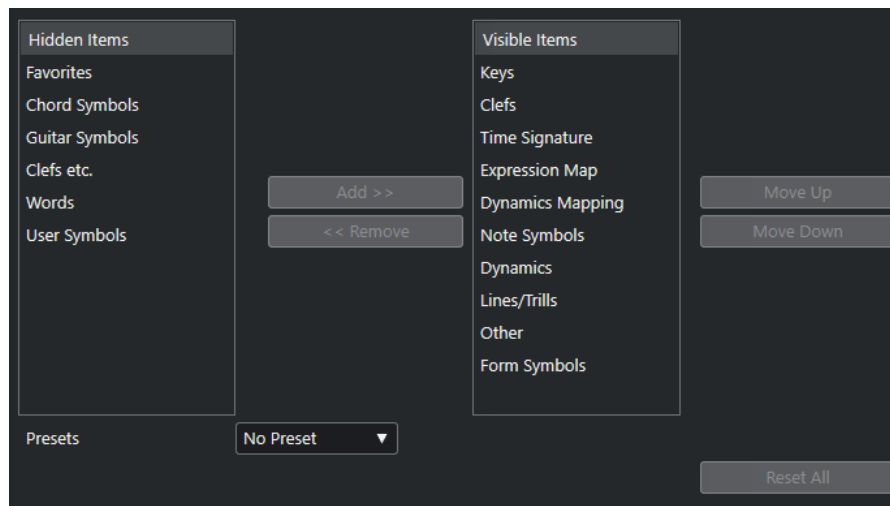 Hidden Items
Favorites
Chord Symbols
Guitar Symbols
Clefs etc.
Words
User Symbols
Add >>
<< Remove
Visible Items
Keys
Clefs
Time Signature
Expression Map
Dynamics Mapping
Note Symbols
Dynamics
Lines/Trills
Other
Form Symbols
Move Up
Move Down
Presets
No Preset
Reset All